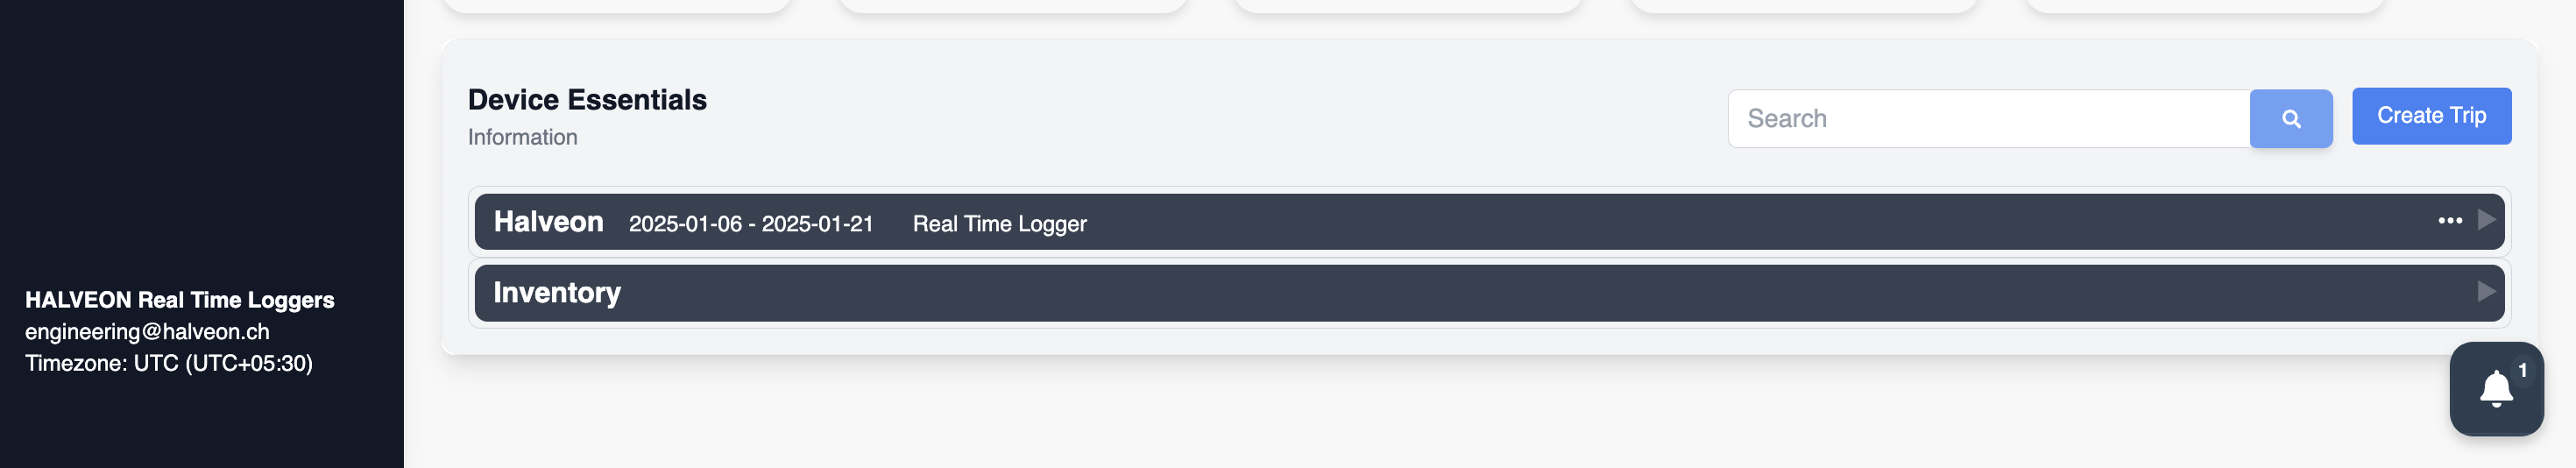 Device Essentials
Information
Search
Create Trip
Halveon 2025-01-06 - 2025-01-21 Real Time Logger
Inventory
HALVEON Real Time Loggers
engineering@halveon.ch
Timezone: UTC (UTC+05:30)
1